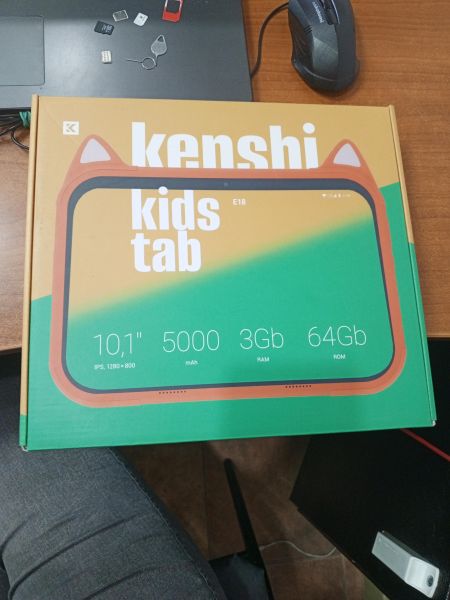 kenshi
kids
E18
tab
10,1"
5000
3Gb
64Gb
IPS, 1280×800
mAh
RAM
ROM